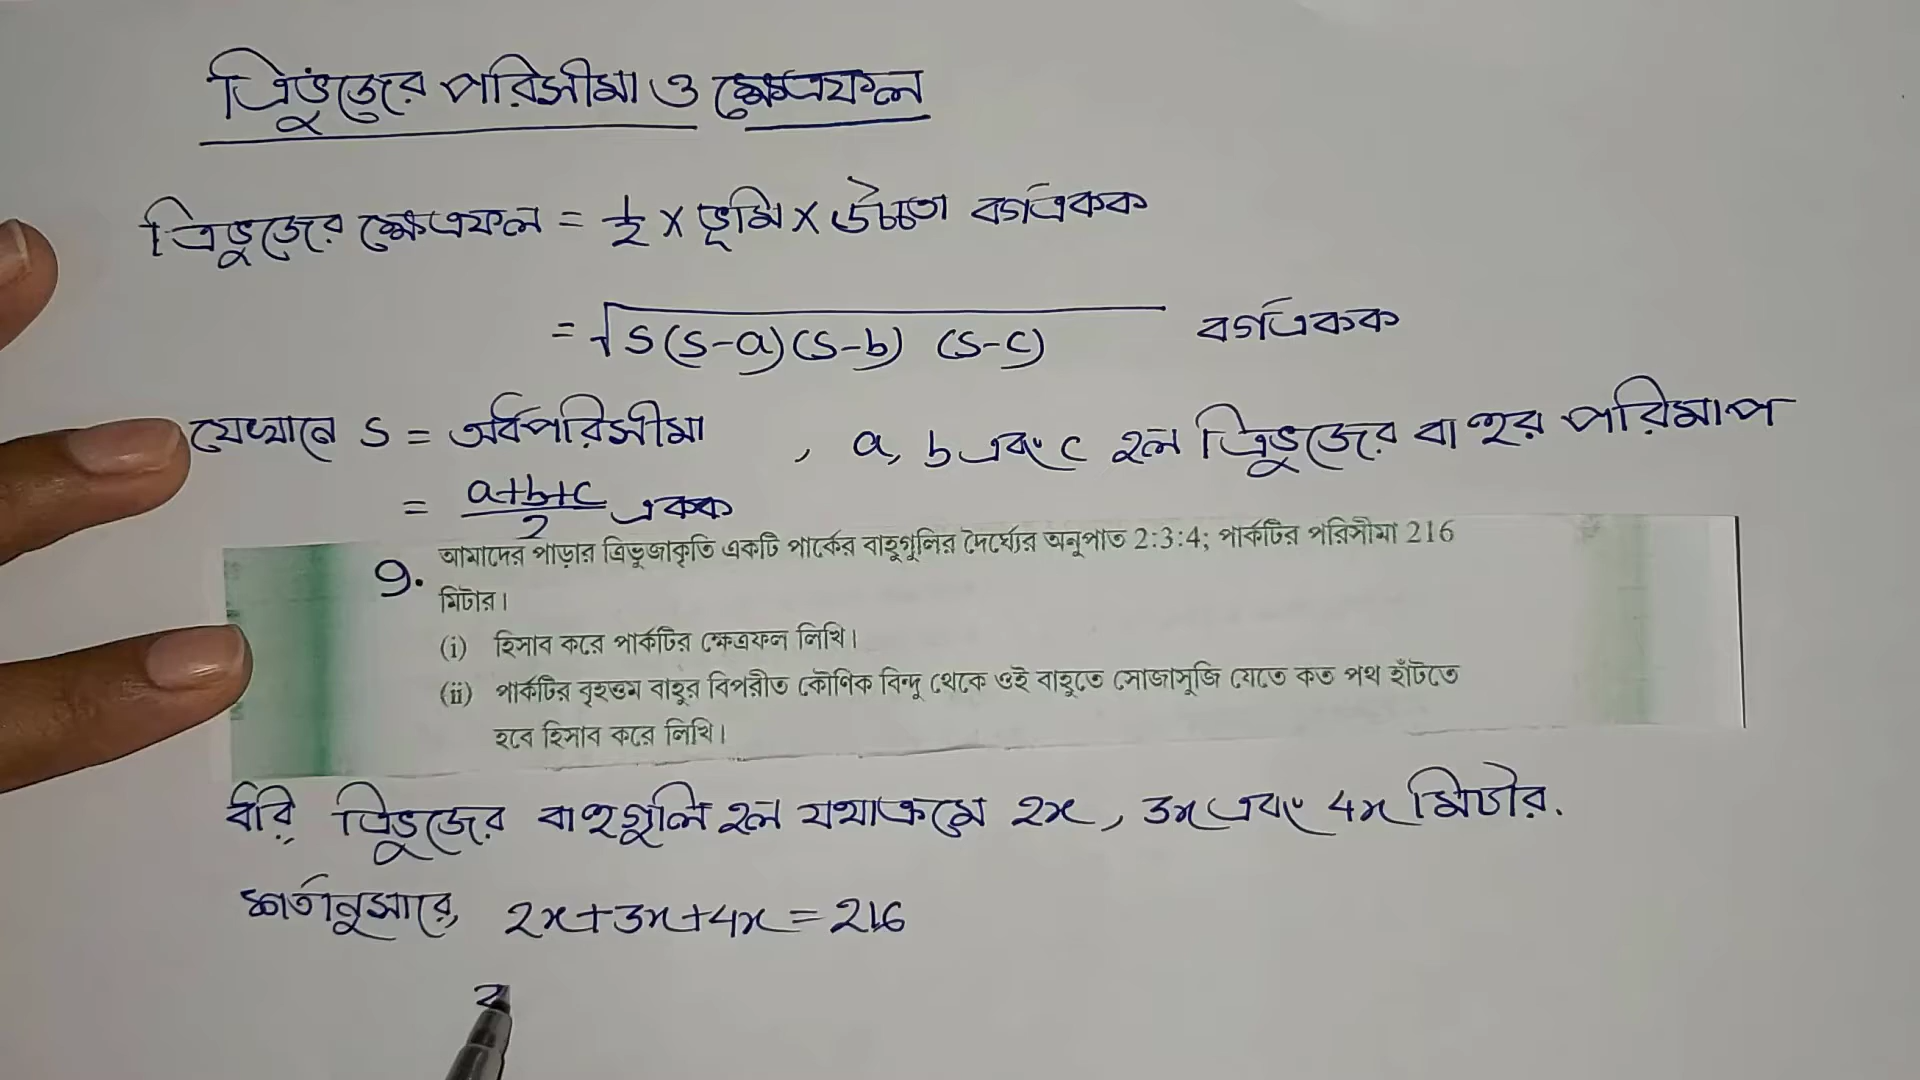 ত্রিভুজের পরিসীমা ও ক্ষেত্রফল
ত্রিভুজের ক্ষেত্রফল = 1/2 × ভূমি × উচ্চতা বর্গএকক
= √s(s-a)(s-b) (s-c) বর্গএকক
যেখানে s = অর্ধপরিসীমা , a, b এবং c হল ত্রিভুজের বাহুর পরিমাপ
= (a+b+c)/2 একক
9. আমাদের পাড়ার ত্রিভুজাকৃতি একটি পার্কের বাহুগুলির দৈর্ঘ্যের অনুপাত 2:3:4; পার্কটির পরিসীমা 216
মিটার।
(i) হিসাব করে পার্কটির ক্ষেত্রফল লিখি।
(ii) পার্কটির বৃহত্তম বাহুর বিপরীত কৌণিক বিন্দু থেকে ওই বাহুতে সোজাসুজি যেতে কত পথ হাঁটতে
হবে হিসাব করে লিখি।
ধরি, ত্রিভুজের বাহুগুলি হল যথাক্রমে 2x, 3x এবং 4x মিটার.
শর্তানুসারে, 2x+3x+4x = 216